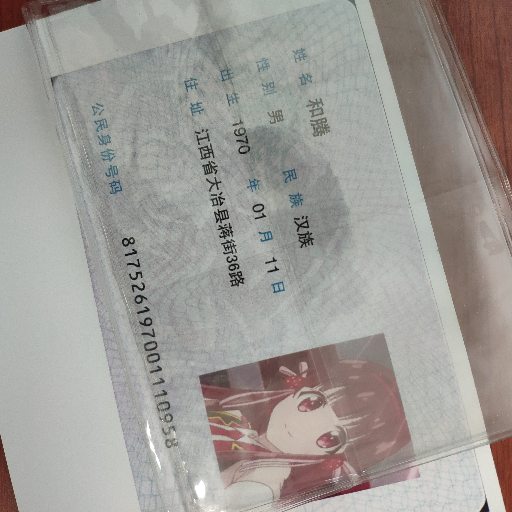 姓名 和腾
性别 男 民族 汉族
出生 1970 年 01 月 11 日
住址 江西省大冶县蒋街36路
公民身份号码 817526197001110958